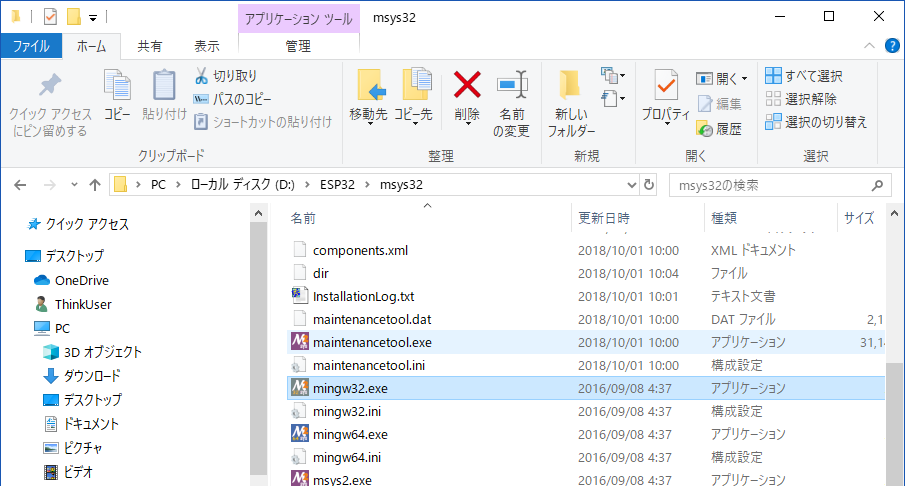 アプリケーション ツール
msys32
ファイル
ホーム
共有
表示
管理
クイック アクセス
にピン留めする
コピー
貼り付け
切り取り
パスのコピー
ショートカットの貼り付け
クリップボード
移動先
コピー先
削除
名前
の変更
整理
新しい
フォルダー
新規
プロパティ
開く
編集
履歴
開く
すべて選択
選択解除
選択の切り替え
選択
PC
ローカル ディスク (D:)
ESP32
msys32
msys32の検索
クイック アクセス
デスクトップ
OneDrive
ThinkUser
PC
3D オブジェクト
ダウンロード
デスクトップ
ドキュメント
ピクチャ
ビデオ
名前 更新日時 種類 サイズ
components.xml 2018/10/01 10:00 XML ドキュメント
dir 2018/10/01 10:04 ファイル
InstallationLog.txt 2018/10/01 10:01 テキスト文書
maintenancetool.dat 2018/10/01 10:00 DAT ファイル 2,1
maintenancetool.exe 2018/10/01 10:00 アプリケーション 31,14
maintenancetool.ini 2018/10/01 10:00 構成設定
mingw32.exe 2016/09/08 4:37 アプリケーション
mingw32.ini 2016/09/08 4:37 構成設定
mingw64.exe 2016/09/08 4:37 アプリケーション
mingw64.ini 2016/09/08 4:37 構成設定
msys2.exe 2016/09/08 4:37 アプリケーション